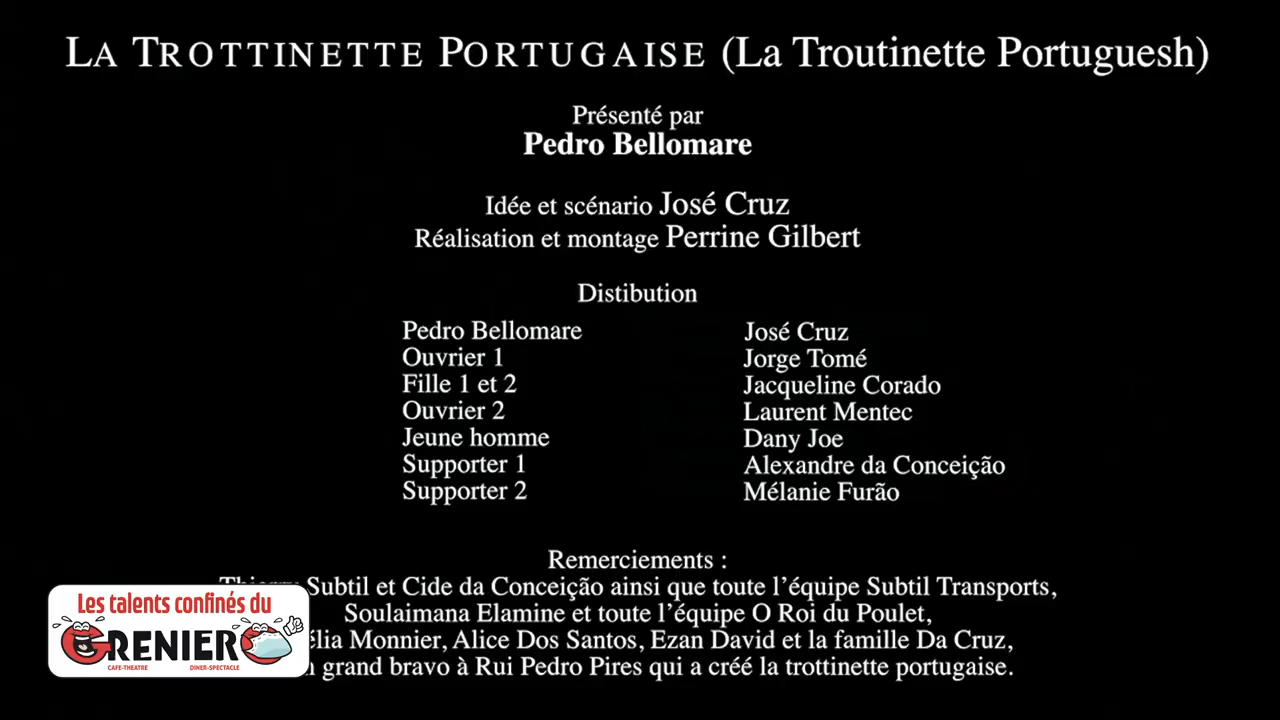 LA TROTTINETTE PORTUGAISE (La Troutinette Portuguesh)
Présenté par
Pedro Bellomare
Idée et scénario José Cruz
Réalisation et montage Perrine Gilbert
Distibution
Pedro Bellomare José Cruz
Ouvrier 1 Jorge Tomé
Fille 1 et 2 Jacqueline Corado
Ouvrier 2 Laurent Mentec
Jeune homme Dany Joe
Supporter 1 Alexandre da Conceição
Supporter 2 Mélanie Furão
Remerciements :
Subtil et Cide da Conceição ainsi que toute l’équipe Subtil Transports,
Soulaimana Elamine et toute l’équipe O Roi du Poulet,
Monnier, Alice Dos Santos, Ezan David et la famille Da Cruz,
grand bravo à Rui Pedro Pires qui a créé la trottinette portugaise.
Les talents confinés du
GRENIER
CAFE-THEATRE DINER-SPECTACLE